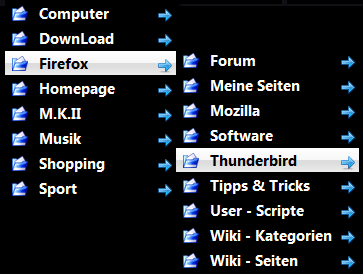 Computer
DownLoad
Firefox
Homepage
M.K.II
Musik
Shopping
Sport
Forum
Meine Seiten
Mozilla
Software
Thunderbird
Tipps & Tricks
User - Scripte
Wiki - Kategorien
Wiki - Seiten